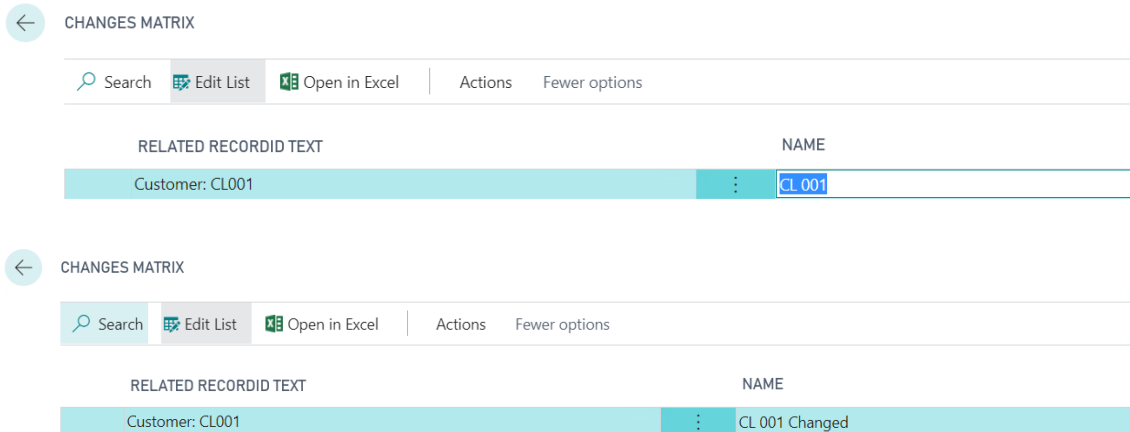 CHANGES MATRIX
Search Edit List Open in Excel Actions Fewer options
RELATED RECORDID TEXT NAME
Customer: CL001 CL 001
CHANGES MATRIX
Search Edit List Open in Excel Actions Fewer options
RELATED RECORDID TEXT NAME
Customer: CL001 CL 001 Changed